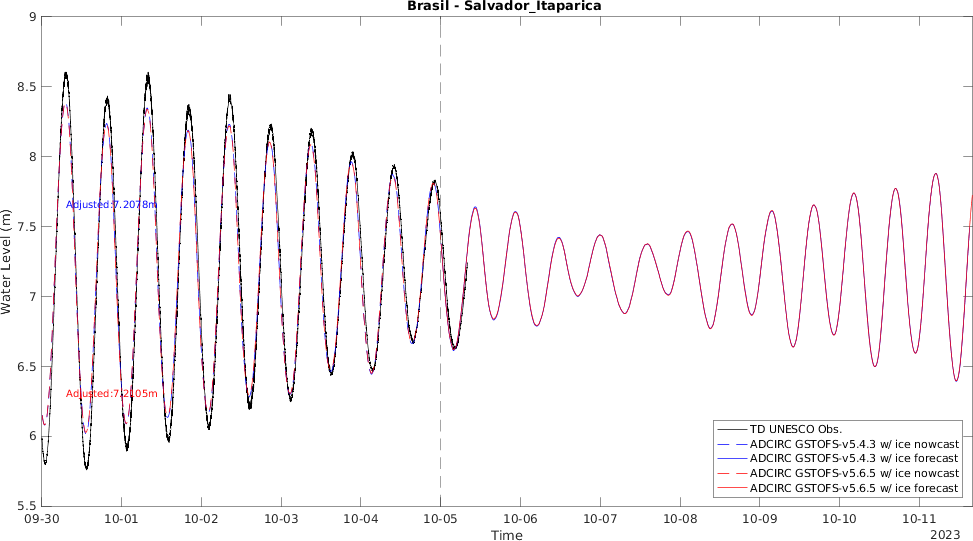 Brasil - Salvador_Itaparica
9
8.5
8
7.5
7
6.5
6
5.5
Water Level (m)
Adjusted:7.2078m
Adjusted:7.2105m
TD UNESCO Obs.
ADCIRC GSTOFS-v5.4.3 w/ ice nowcast
ADCIRC GSTOFS-v5.4.3 w/ ice forecast
ADCIRC GSTOFS-v5.6.5 w/ ice nowcast
ADCIRC GSTOFS-v5.6.5 w/ ice forecast
09-30 10-01 10-02 10-03 10-04 10-05 10-06 10-07 10-08 10-09 10-10 10-11
Time
2023